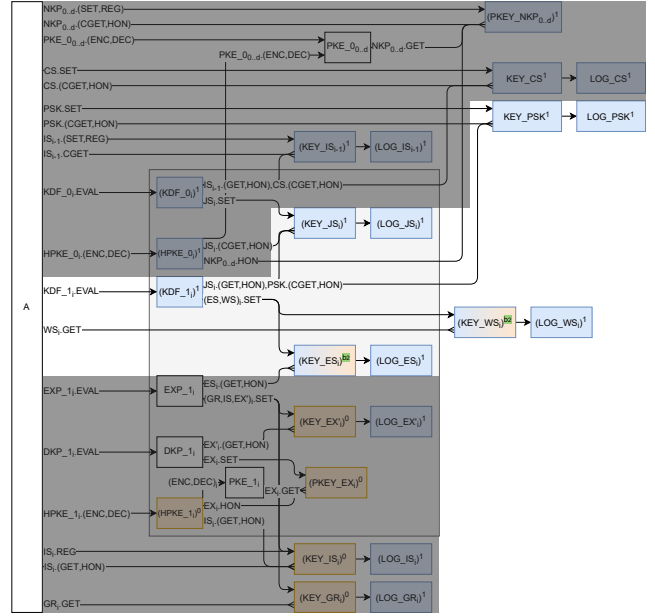 NKP0..d.(SET,REG)
NKP0..d.(CGET,HON)
(PKEY_NKP0..d)¹
PKE_00..d.(ENC,DEC)
PKE_00..d
NKP0..d.GET
PKE_00..d.(ENC,DEC)
CS.SET
CS.(CGET,HON)
KEY_CS¹
LOG_CS¹
PSK.SET
PSK.(CGET,HON)
KEY_PSK¹
LOG_PSK¹
ISi-1.(SET,REG)
ISi-1.CGET
(KEY_ISi-1)¹
(LOG_ISi-1)¹
KDF_0i.EVAL
(KDF_0i)¹
ISi-1.(GET,HON),CS.(CGET,HON)
JSi.SET
(KEY_JSi)¹
(LOG_JSi)¹
HPKE_0i.(ENC,DEC)
(HPKE_0i)¹
JSi.(CGET,HON)
NKP0..d.HON
KDF_1i.EVAL
(KDF_1i)¹
JSi.(GET,HON),PSK.(CGET,HON)
(ES,WS)i.SET
A
WSi.GET
(KEY_WSi)b2
(LOG_WSi)¹
(KEY_ESi)b2
(LOG_ESi)¹
EXP_1i.EVAL
EXP_1i
ESi.(GET,HON)
(GR,IS,EX')i.SET
(KEY_EX'i)⁰
(LOG_EX'i)¹
DKP_1i.EVAL
DKP_1i
EX'i.(GET,HON)
EXi.SET
(ENC,DEC)i
PKE_1i
EXi.GET
(PKEY_EXi)⁰
HPKE_1i.(ENC,DEC)
(HPKE_1i)⁰
EXi.HON
ISi.(GET,HON)
ISi.REG
ISi.(GET,HON)
(KEY_ISi)⁰
(LOG_ISi)¹
GRi.GET
(KEY_GRi)⁰
(LOG_GRi)¹